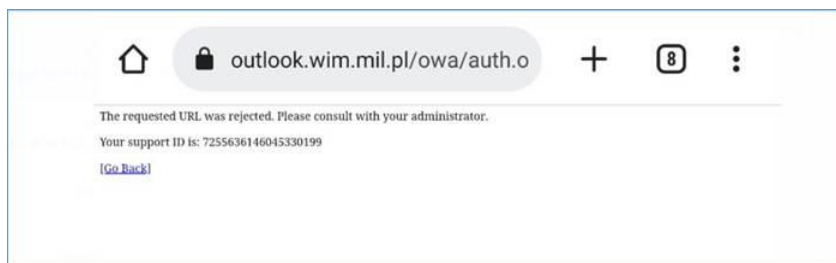 outlook.wim.mil.pl/owa/auth.o
8
The requested URL was rejected. Please consult with your administrator.
Your support ID is: 7255636146045330199
[Go Back]